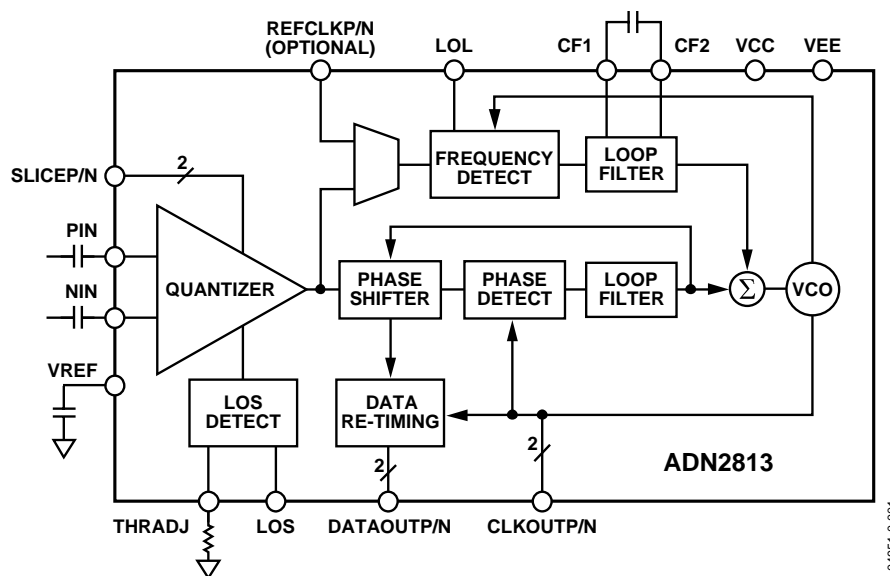 REFCLKP/N
(OPTIONAL)
LOL
CF1
CF2
VCC
VEE
SLICEP/N
2
FREQUENCY
DETECT
LOOP
FILTER
PIN
NIN
QUANTIZER
PHASE
SHIFTER
PHASE
DETECT
LOOP
FILTER
Σ
VCO
VREF
LOS
DETECT
DATA
RE-TIMING
2
2
ADN2813
THRADJ
LOS
DATAOUTP/N
CLKOUTP/N